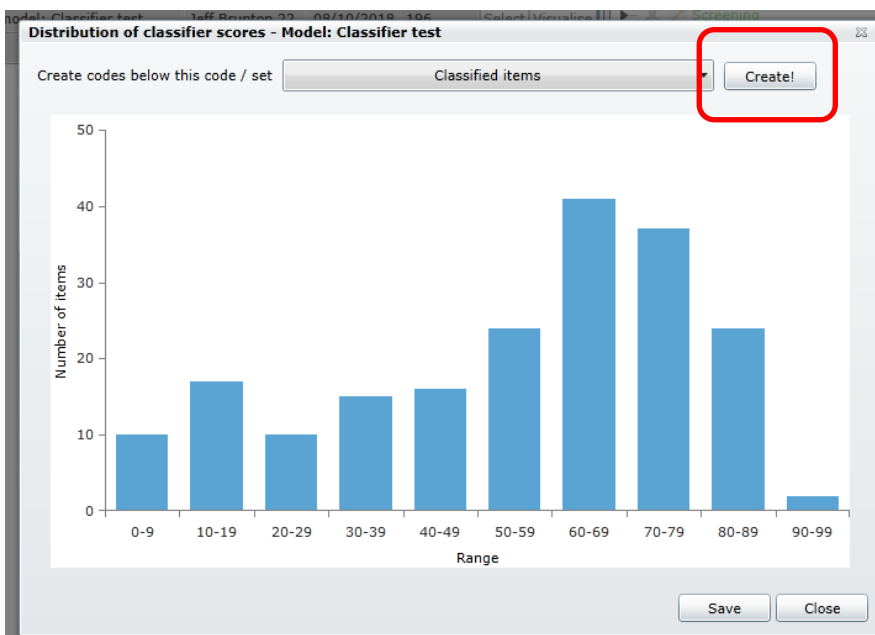 model: Classifier test Jeff Brunton 22 08/10/2018 196 Select Visualise Screening
Distribution of classifier scores - Model: Classifier test
Create codes below this code / set Classified items Create!
50
40
30
20
10
0
Number of items
0-9 10-19 20-29 30-39 40-49 50-59 60-69 70-79 80-89 90-99
Range
Save Close